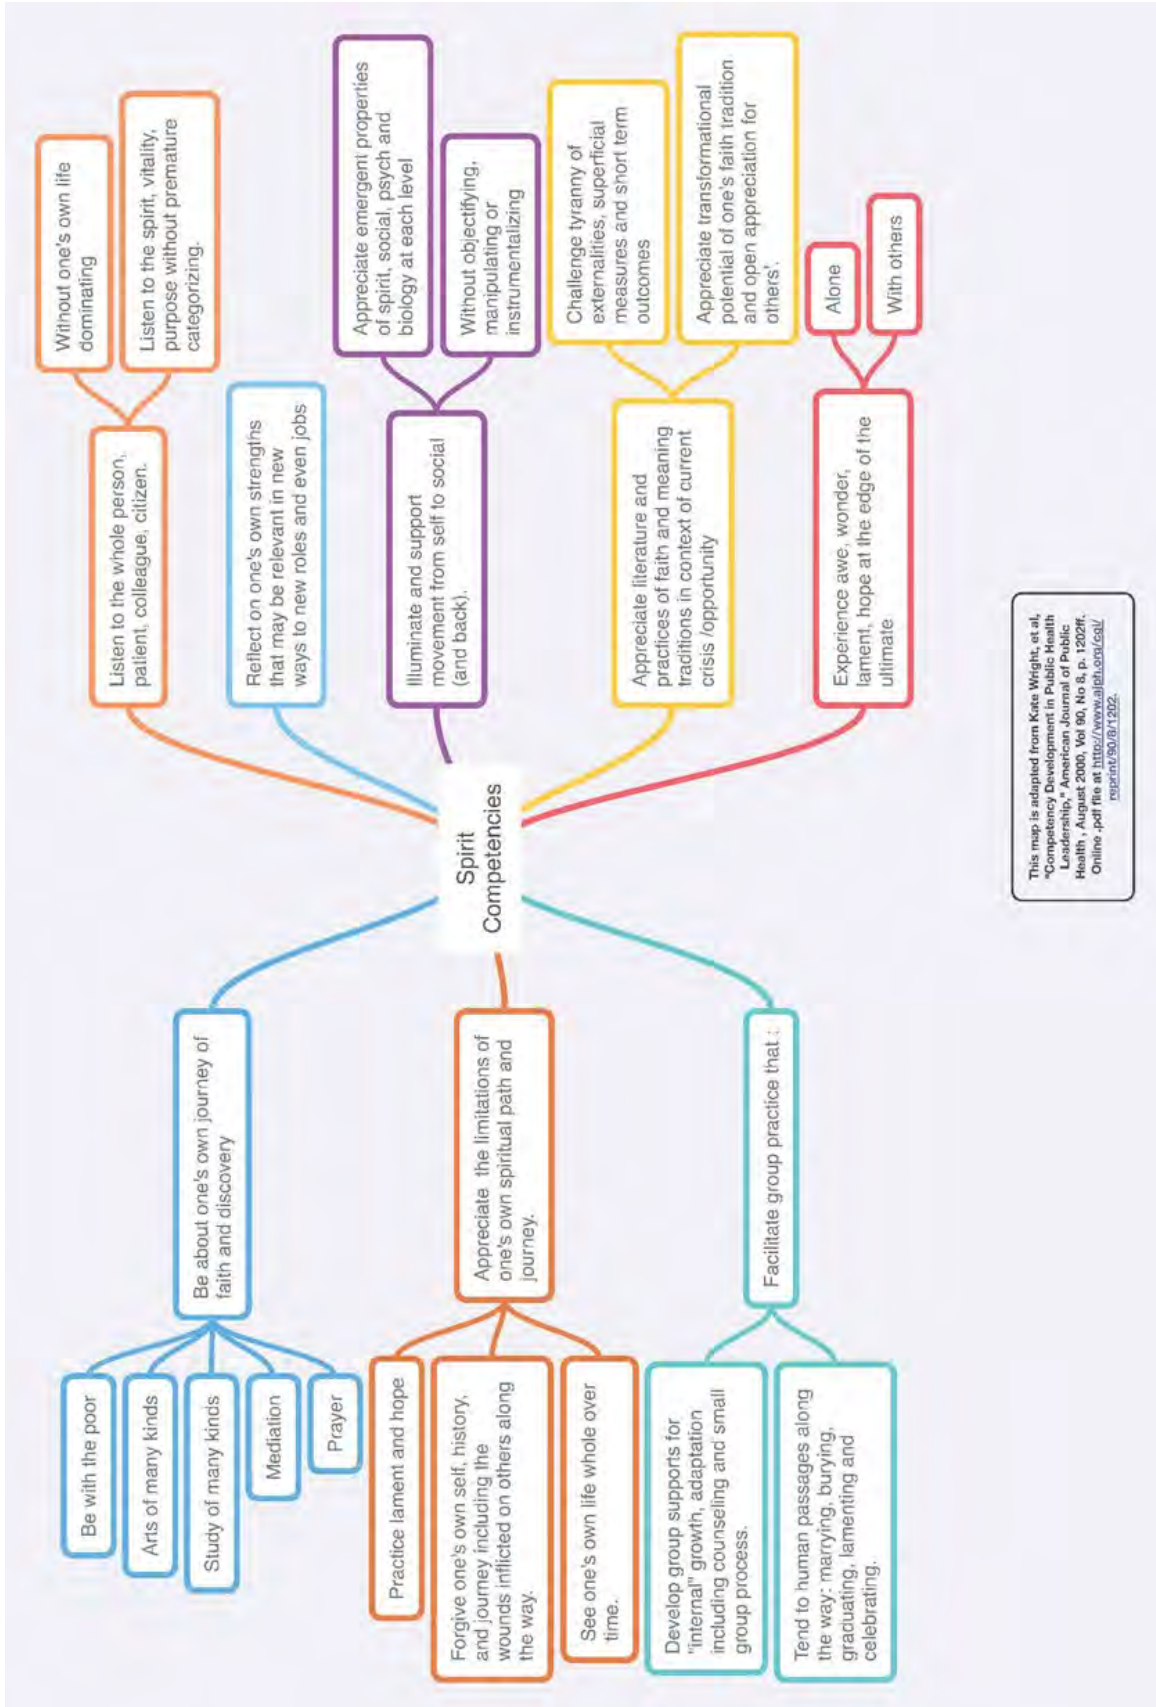 Spirit
Competencies
Be about one's own journey of
faith and discovery
Be with the poor
Arts of many kinds
Study of many kinds
Mediation
Prayer
Appreciate the limitations of
one's own spiritual path and
journey.
Practice lament and hope
Forgive one's own self, history,
and journey including the
wounds inflicted on others along
the way.
See one's own life whole over
time.
Facilitate group practice that :
Develop group supports for
"internal" growth, adaptation
including counseling and small
group process.
Tend to human passages along
the way: marrying, burying,
graduating, lamenting and
celebrating.
Listen to the whole person,
patient, colleague, citizen.
Without one's own life
dominating
Listen to the spirit, vitality,
purpose without premature
categorizing.
Reflect on one's own strengths
that may be relevant in new
ways to new roles and even jobs
Illuminate and support
movement from self to social
(and back).
Appreciate emergent properties
of spirit, social, psych and
biology at each level
Without objectifying,
manipulating or
instrumentalizing
Appreciate literature and
practices of faith and meaning
traditions in context of current
crisis /opportunity
Challenge tyranny of
externalities, superficial
measures and short term
outcomes
Appreciate transformational
potential of one's faith tradition
and open appreciation for
others'.
Experience awe, wonder,
lament, hope at the edge of the
ultimate
Alone
With others
This map is adapted from Kate Wright, et al,
"Competency Development in Public Health
Leadership," American Journal of Public
Health , August 2000, Vol 90, No 8, p. 1202ff.
Online .pdf file at http://www.ajph.org/cgi/
reprint/90/8/1202.